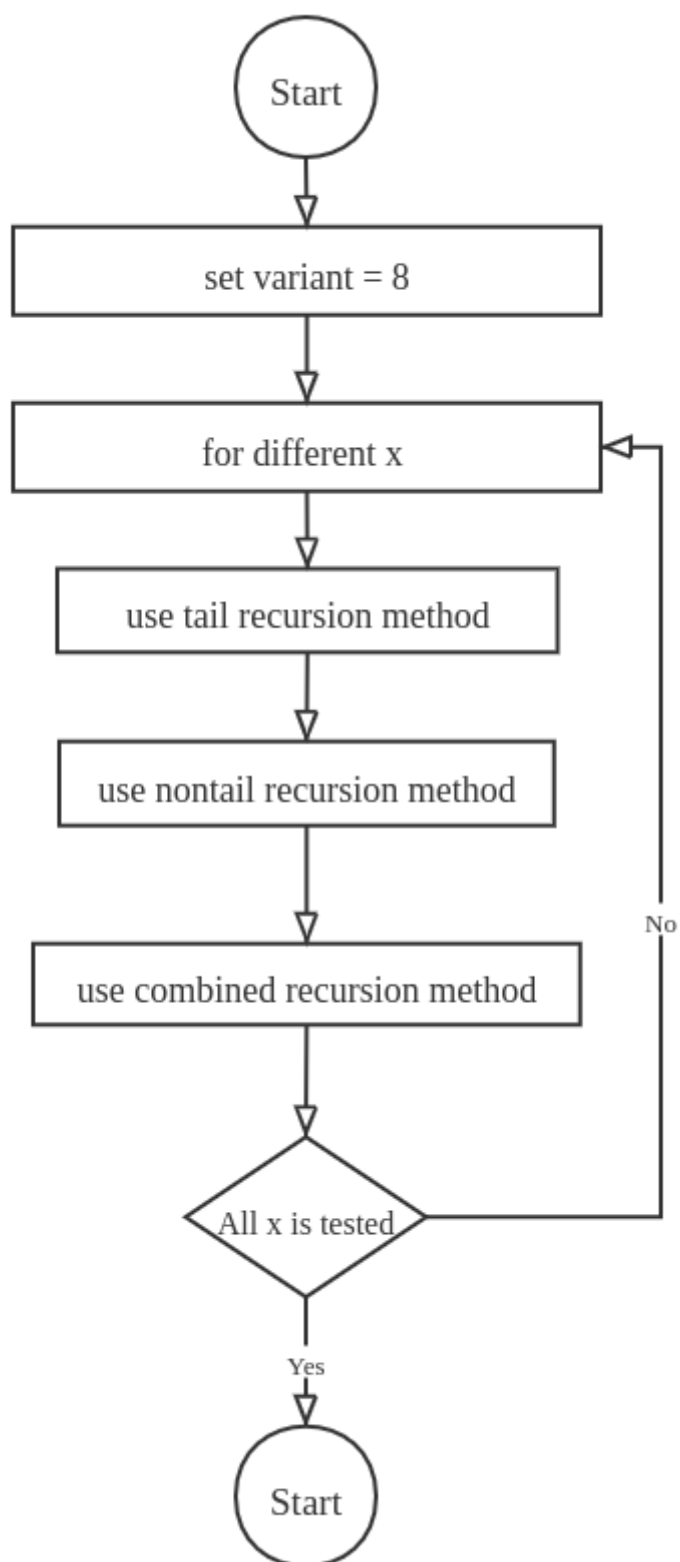 Start
set variant = 8
for different x
use tail recursion method
use nontail recursion method
No
use combined recursion method
All x is tested
Yes
Start